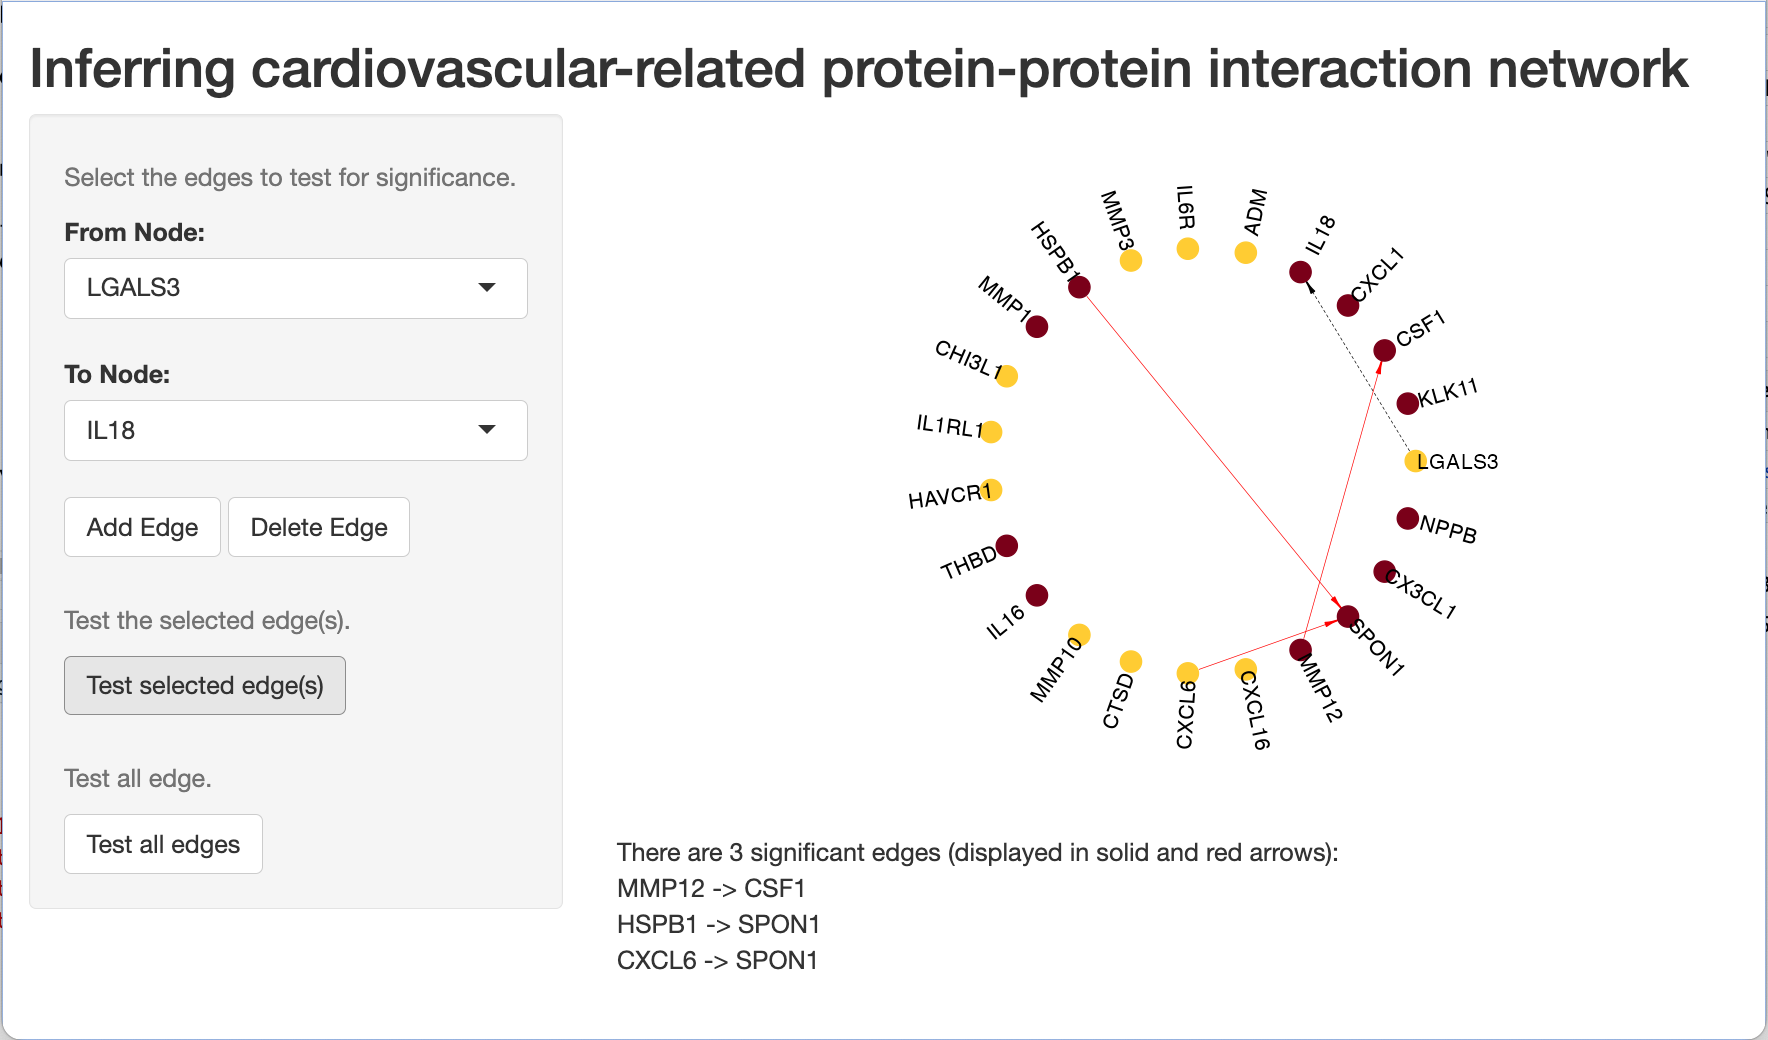 Inferring cardiovascular-related protein-protein interaction network
Select the edges to test for significance.
From Node:
LGALS3
To Node:
IL18
Add Edge
Delete Edge
Test the selected edge(s).
Test selected edge(s)
Test all edge.
Test all edges
IL6R
ADM
MMP3
IL18
HSPB1
CXCL1
MMP1
CSF1
CHI3L1
KLK11
IL1RL1
LGALS3
HAVCR1
NPPB
THBD
CX3CL1
IL16
SPON1
MMP10
MMP12
CTSD
CXCL6
CXCL16
There are 3 significant edges (displayed in solid and red arrows):
MMP12 -> CSF1
HSPB1 -> SPON1
CXCL6 -> SPON1